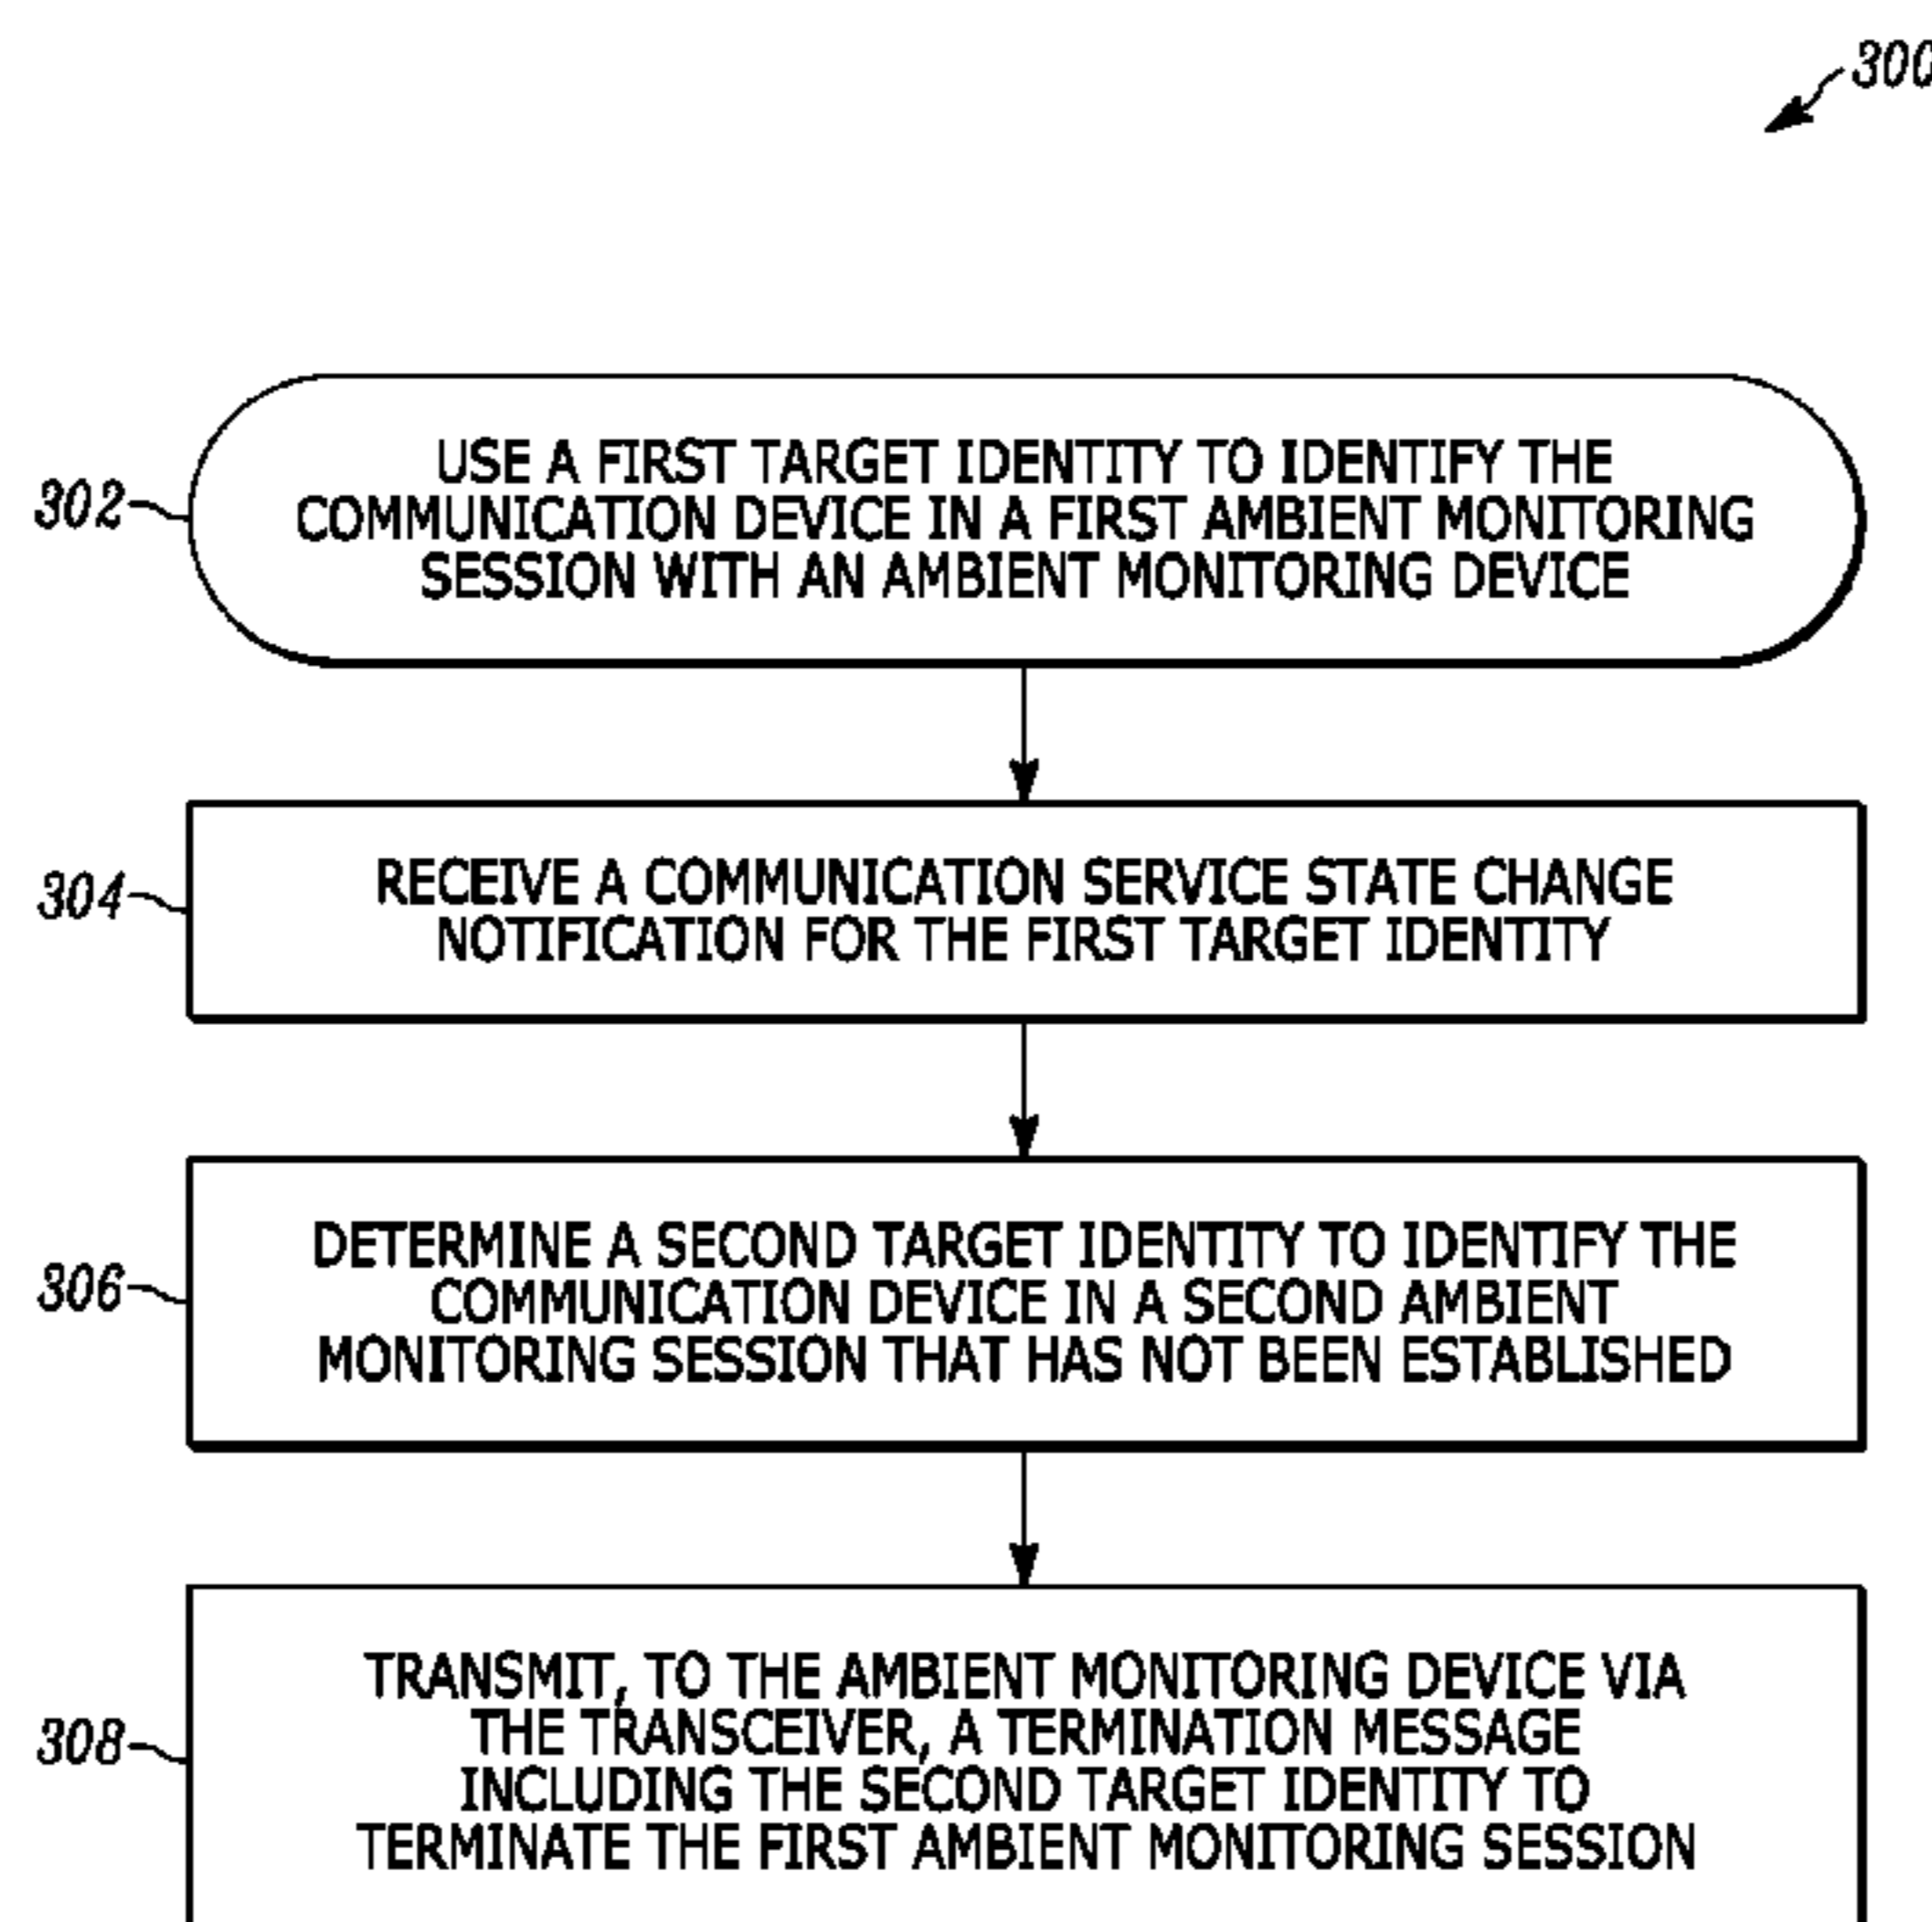 300
302
USE A FIRST TARGET IDENTITY TO IDENTIFY THE
COMMUNICATION DEVICE IN A FIRST AMBIENT MONITORING
SESSION WITH AN AMBIENT MONITORING DEVICE
304
RECEIVE A COMMUNICATION SERVICE STATE CHANGE
NOTIFICATION FOR THE FIRST TARGET IDENTITY
306
DETERMINE A SECOND TARGET IDENTITY TO IDENTIFY THE
COMMUNICATION DEVICE IN A SECOND AMBIENT
MONITORING SESSION THAT HAS NOT BEEN ESTABLISHED
308
TRANSMIT, TO THE AMBIENT MONITORING DEVICE VIA
THE TRANSCEIVER, A TERMINATION MESSAGE
INCLUDING THE SECOND TARGET IDENTITY TO
TERMINATE THE FIRST AMBIENT MONITORING SESSION